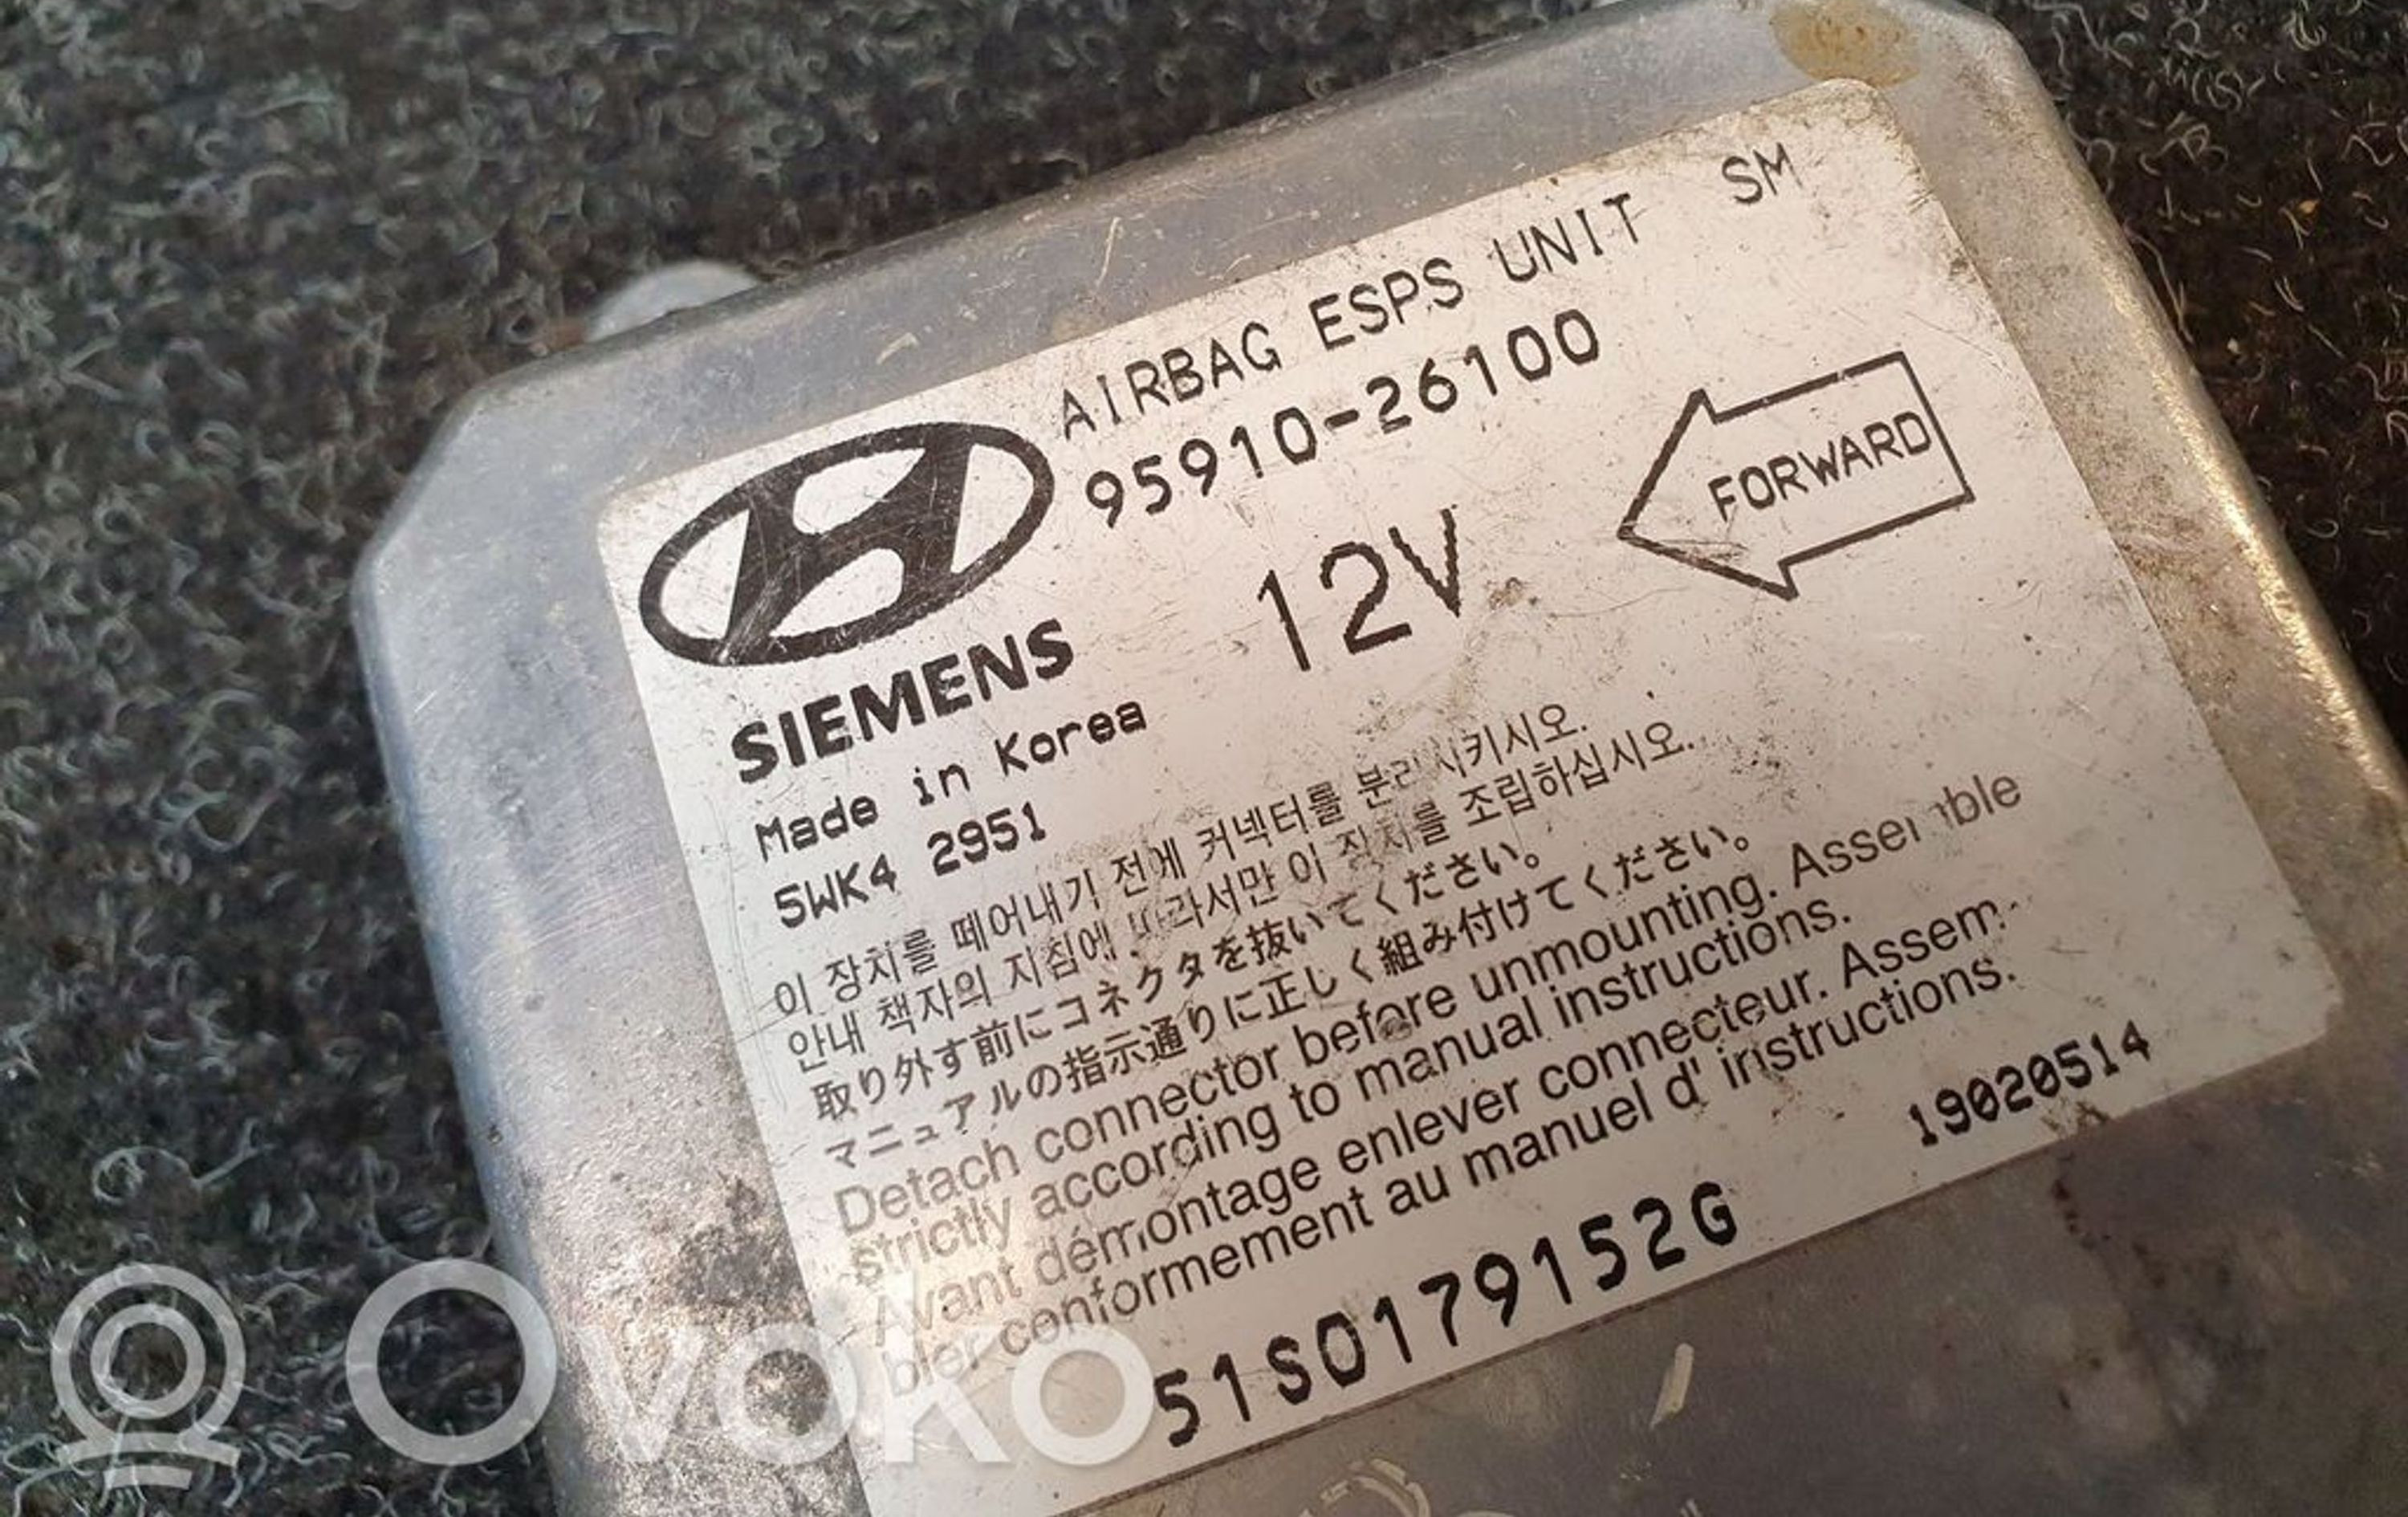 AIRBAG ESPS UNIT SM
95910-26100
FORWARD
12V
SIEMENS
Made in Korea
5WK4 2951
이 장치를 떼어내기 전에 커넥터를 분리시키시오.
안내 책자의 지침에 따라서만 이 장치를 조립하십시오.
取り外す前にコネクタを抜いてください。
マニュアルの指示通りに正しく組み付けてください。
Detach connector before unmounting. Assemble
strictly according to manual instructions.
Avant démontage enlever connecteur. Assem-
bler conformement au manuel d' instructions.
19020514
51S0179152G
Ovoko